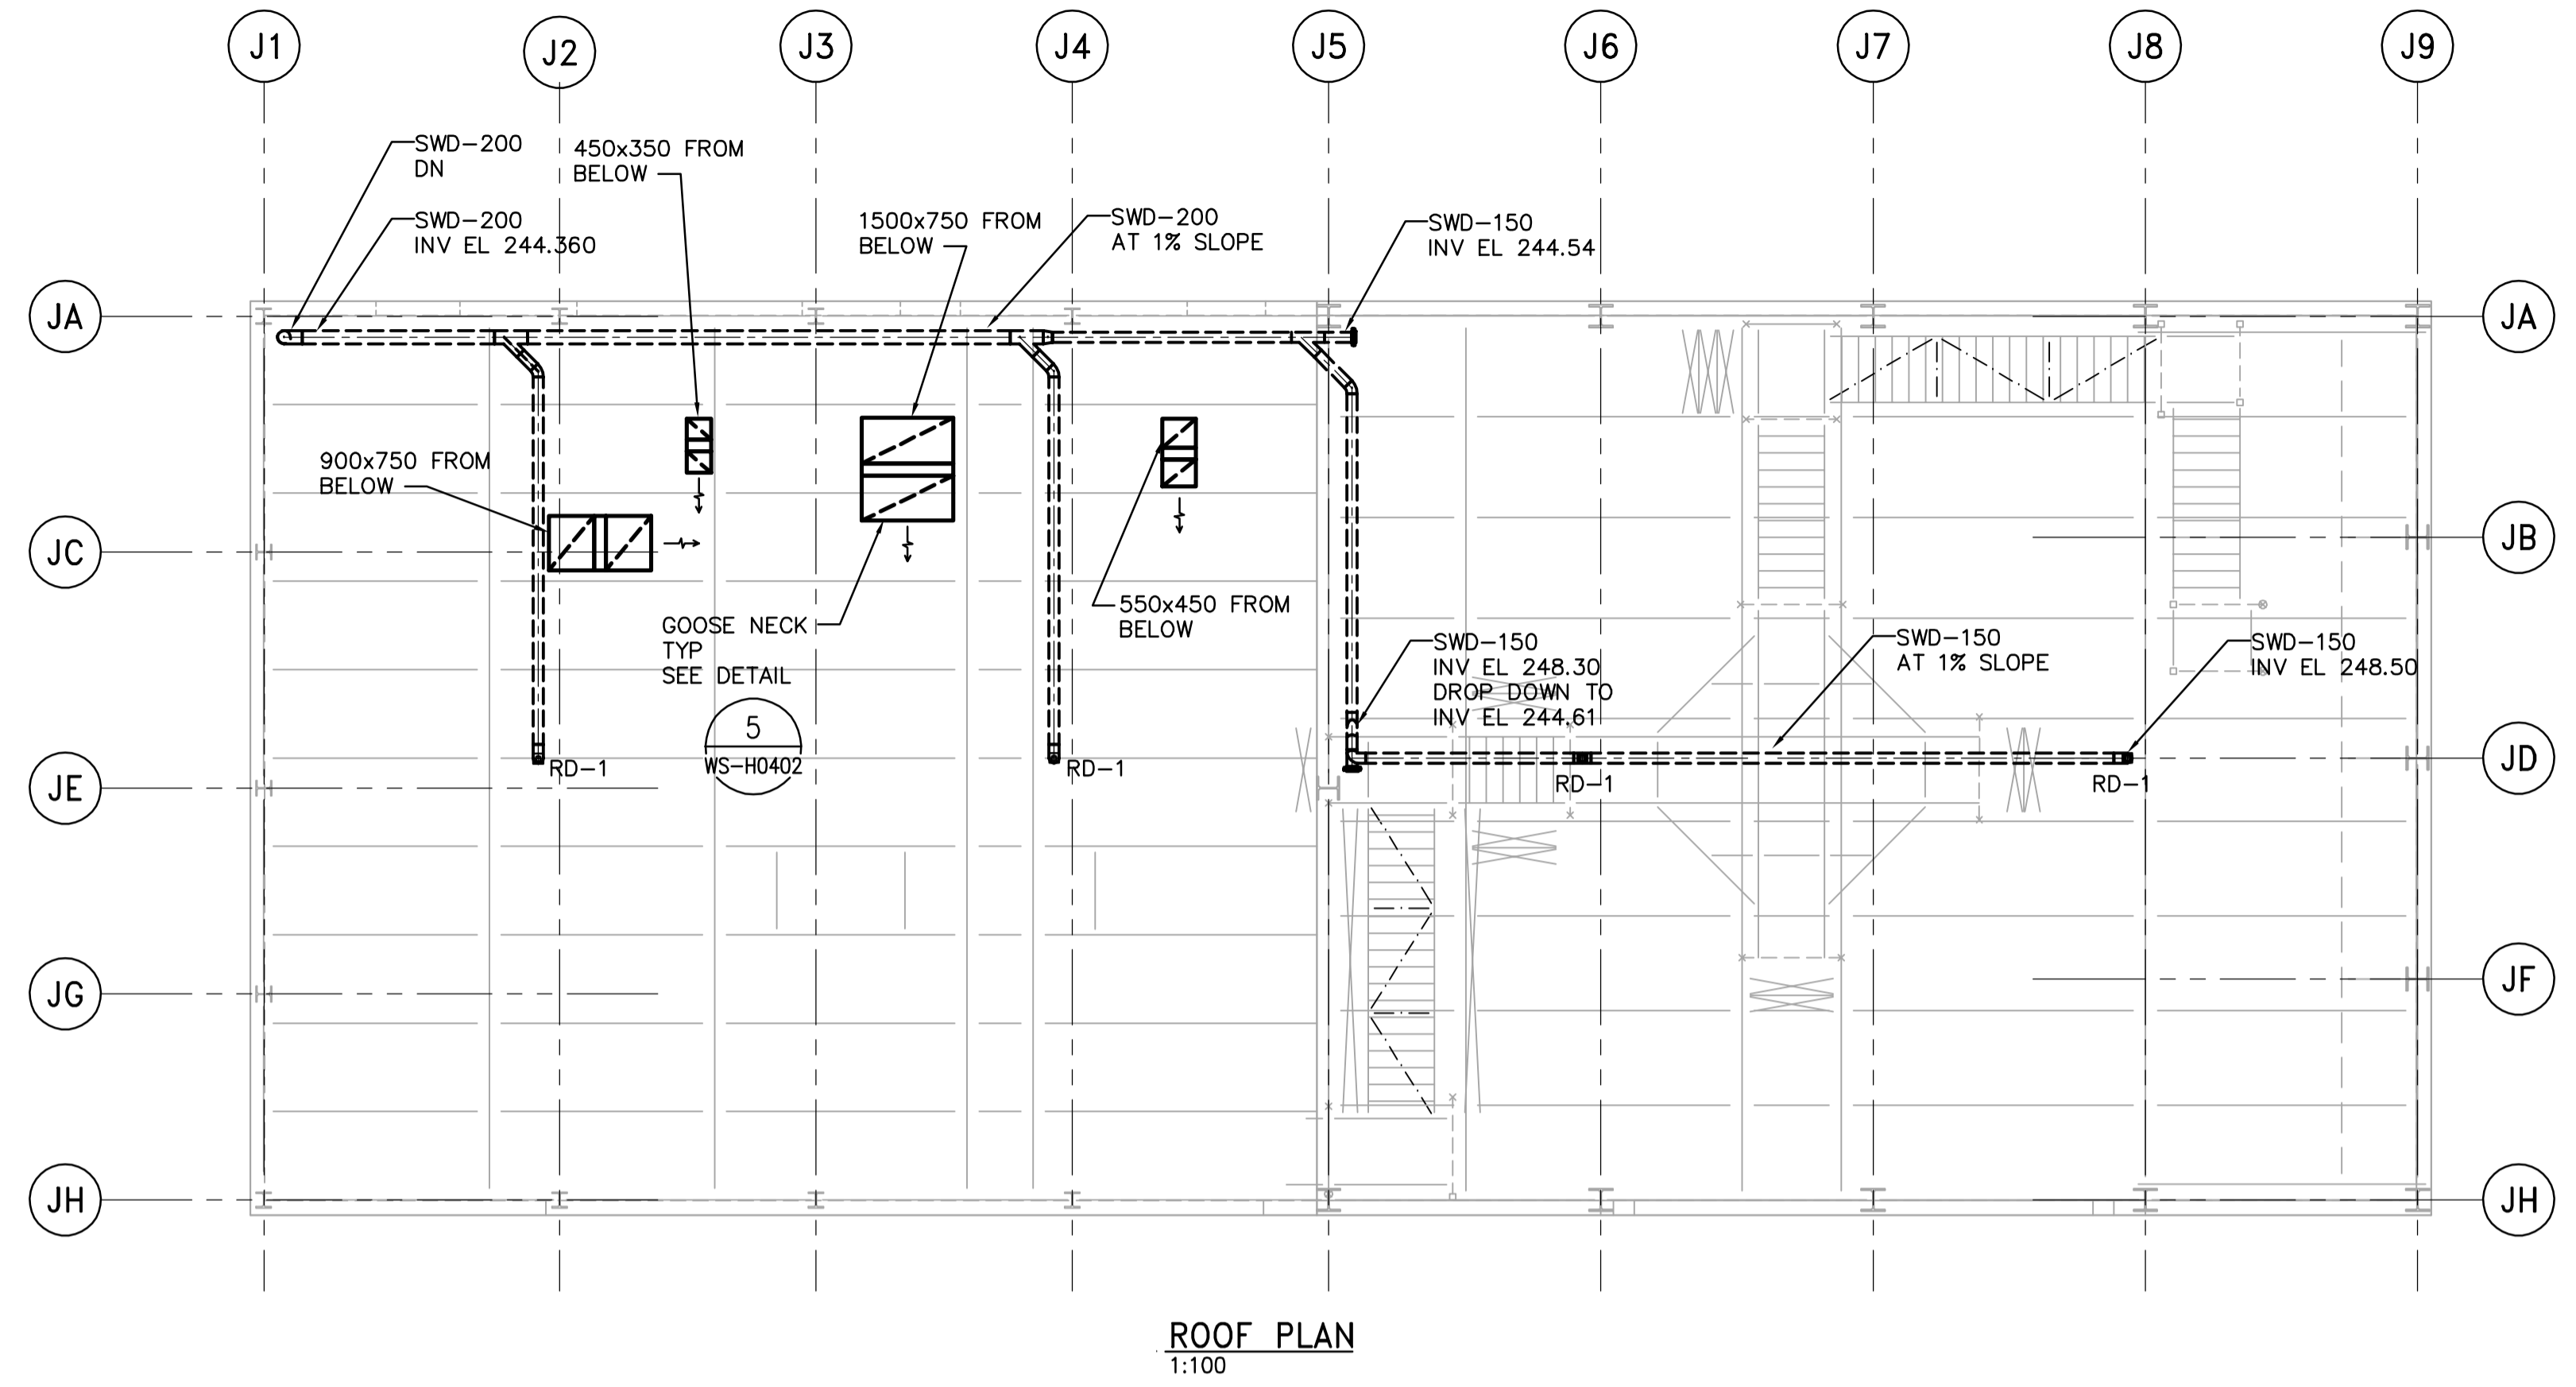 J1
J2
J3
J4
J5
J6
J7
J8
J9
SWD-200
DN
450x350 FROM
BELOW
SWD-200
INV EL 244.360
1500x750 FROM
BELOW
SWD-200
AT 1% SLOPE
SWD-150
INV EL 244.54
JA
JA
900x750 FROM
BELOW
JC
JB
GOOSE NECK
TYP
SEE DETAIL
5
WS-H0402
550x450 FROM
BELOW
SWD-150
INV EL 248.30
DROP DOWN TO
INV EL 244.61
SWD-150
AT 1% SLOPE
SWD-150
INV EL 248.50
JE
RD-1
RD-1
RD-1
RD-1
JD
JG
JF
JH
JH
ROOF PLAN
1:100